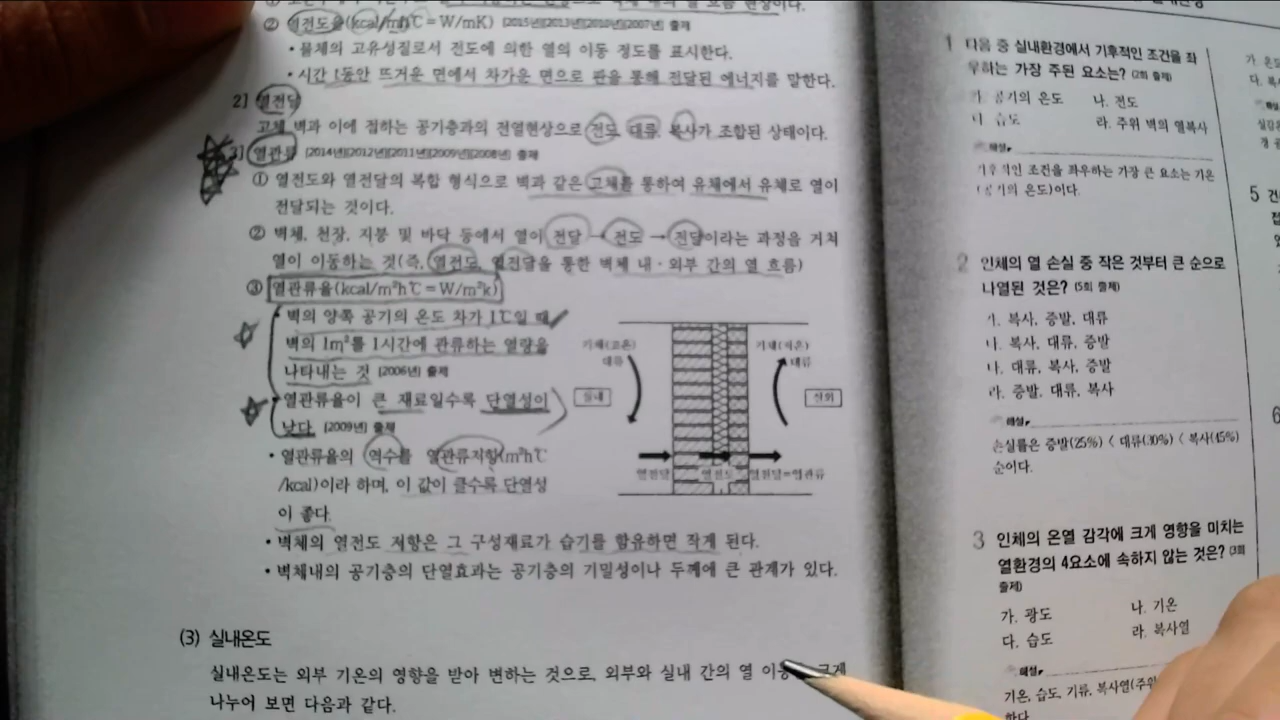 ② 열전도율(kcal/mh℃=W/mK) [2015년][2013년][2010년][2007년] 출제
• 물체의 고유성질로서 전도에 의한 열의 이동 정도를 표시한다.
• 시간 1동안 뜨거운 면에서 차가운 면으로 판을 통해 전달된 에너지를 말한다.
2] 열전달
고체 벽과 이에 접하는 공기층과의 전열현상으로 전도 대류 복사가 조합된 상태이다.
3] 열관류 [2014년][2012년][2011년][2009년][2008년] 출제
① 열전도와 열전달의 복합 형식으로 벽과 같은 고체를 통하여 유체에서 유체로 열이
전달되는 것이다.
② 벽체, 천장, 지붕 및 바닥 등에서 열이 전달 → 전도 → 전달이라는 과정을 거쳐
열이 이동하는 것(즉, 열전도, 열전달을 통한 벽체 내·외부 간의 열 흐름)
③ 열관류율(kcal/m²h℃=W/m²k)
• 벽의 양쪽 공기의 온도 차가 1℃일 때
벽의 1m²를 1시간에 관류하는 열량을
나타내는 것 [2006년] 출제
• 열관류율이 큰 재료일수록 단열성이
낮다. [2009년] 출제
• 열관류율의 역수를 열관류저항(m²h℃
/kcal)이라 하며, 이 값이 클수록 단열성
이 좋다.
기체(고온)
대류
실내
기체(저온)
대류
실외
열전달
열전도
열전달=열관류
• 벽체의 열전도 저항은 그 구성재료가 습기를 함유하면 작게 된다.
• 벽체내의 공기층의 단열효과는 공기층의 기밀성이나 두께에 큰 관계가 있다.
(3) 실내온도
실내온도는 외부 기온의 영향을 받아 변하는 것으로, 외부와 실내 간의 열 크게
나누어 보면 다음과 같다.
1 다음 중 실내환경에서 기후적인 조건을 좌
우하는 가장 주된 요소는? (2회 출제)
가. 공기의 온도 나. 전도
다. 습도 라. 주위 벽의 열복사
해설
기후적인 조건을 좌우하는 가장 큰 요소는 기온
(공기의 온도)이다.
2 인체의 열 손실 중 작은 것부터 큰 순으로
나열된 것은? (5회 출제)
가. 복사, 증발, 대류
나. 복사, 대류, 증발
다. 대류, 복사, 증발
라. 증발, 대류, 복사
해설
손실률은 증발(25%) < 대류(30%) < 복사(45%)
순이다.
3 인체의 온열 감각에 크게 영향을 미치는
열환경의 4요소에 속하지 않는 것은? (3회
출제)
가. 광도 나. 기온
다. 습도 라. 복사열
해설
기온, 습도, 기류, 복사열(주위
한다.
5
6